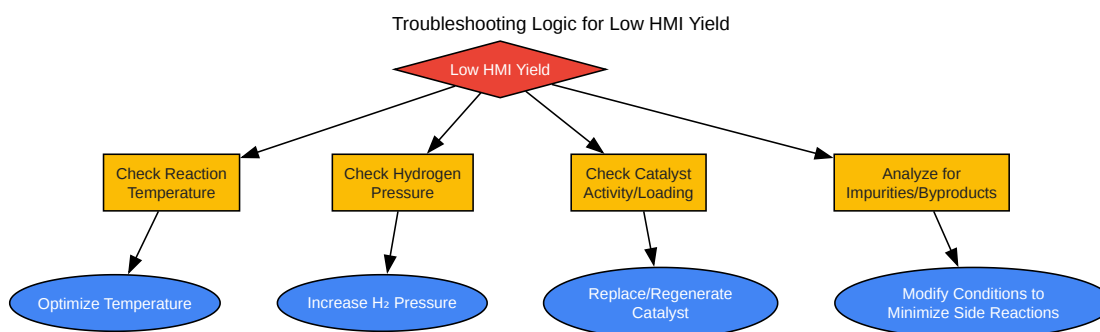 Troubleshooting Logic for Low HMI Yield
Low HMI Yield
Check Reaction
Temperature
Check Hydrogen
Pressure
Check Catalyst
Activity/Loading
Analyze for
Impurities/Byproducts
Optimize Temperature
Increase H₂ Pressure
Replace/Regenerate
Catalyst
Modify Conditions to
Minimize Side Reactions